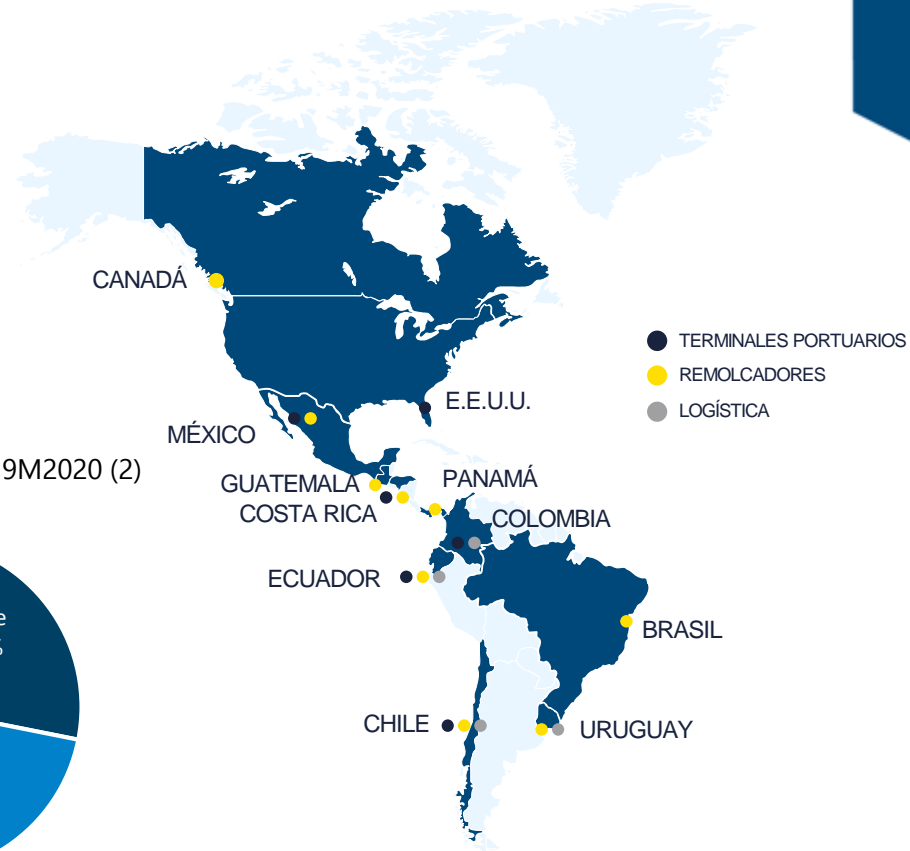 CANADÁ
TERMINALES PORTUARIOS
REMOLCADORES
LOGÍSTICA
E.E.U.U.
MÉXICO
9M2020 (2)
GUATEMALA
PANAMÁ
COSTA RICA
COLOMBIA
ECUADOR
BRASIL
CHILE
URUGUAY